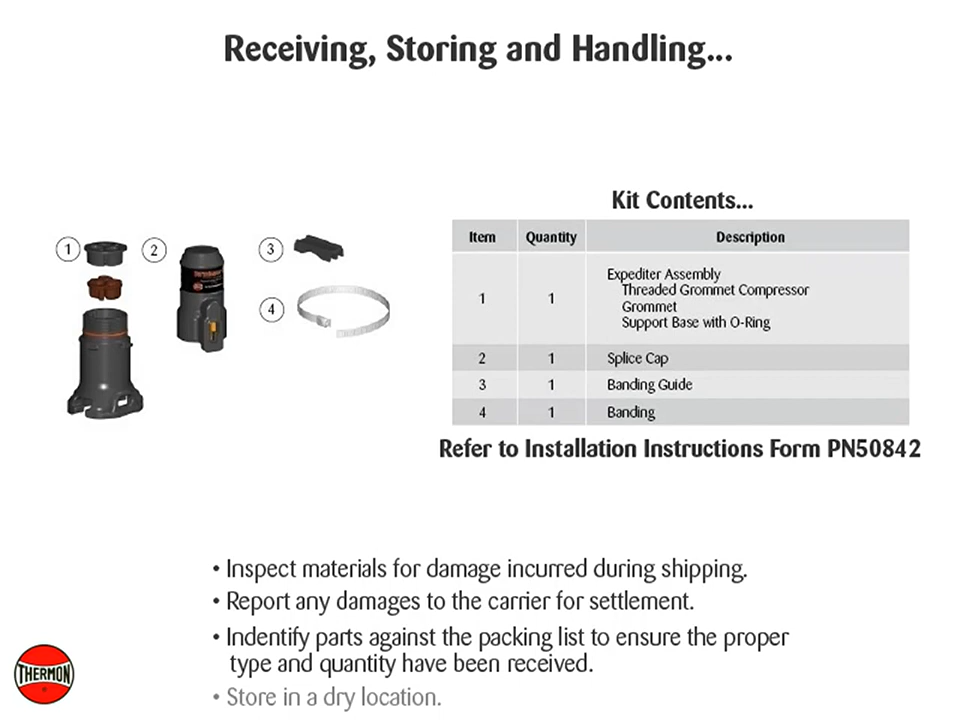 Receiving, Storing and Handling...
Kit Contents...
1
2
3
4
Item Quantity Description
1 1 Expediter Assembly
Threaded Grommet Compressor
Grommet
Support Base with O-Ring
2 1 Splice Cap
3 1 Banding Guide
4 1 Banding
Refer to Installation Instructions Form PN50842
• Inspect materials for damage incurred during shipping.
• Report any damages to the carrier for settlement.
• Indentify parts against the packing list to ensure the proper
type and quantity have been received.
• Store in a dry location.
THERMON